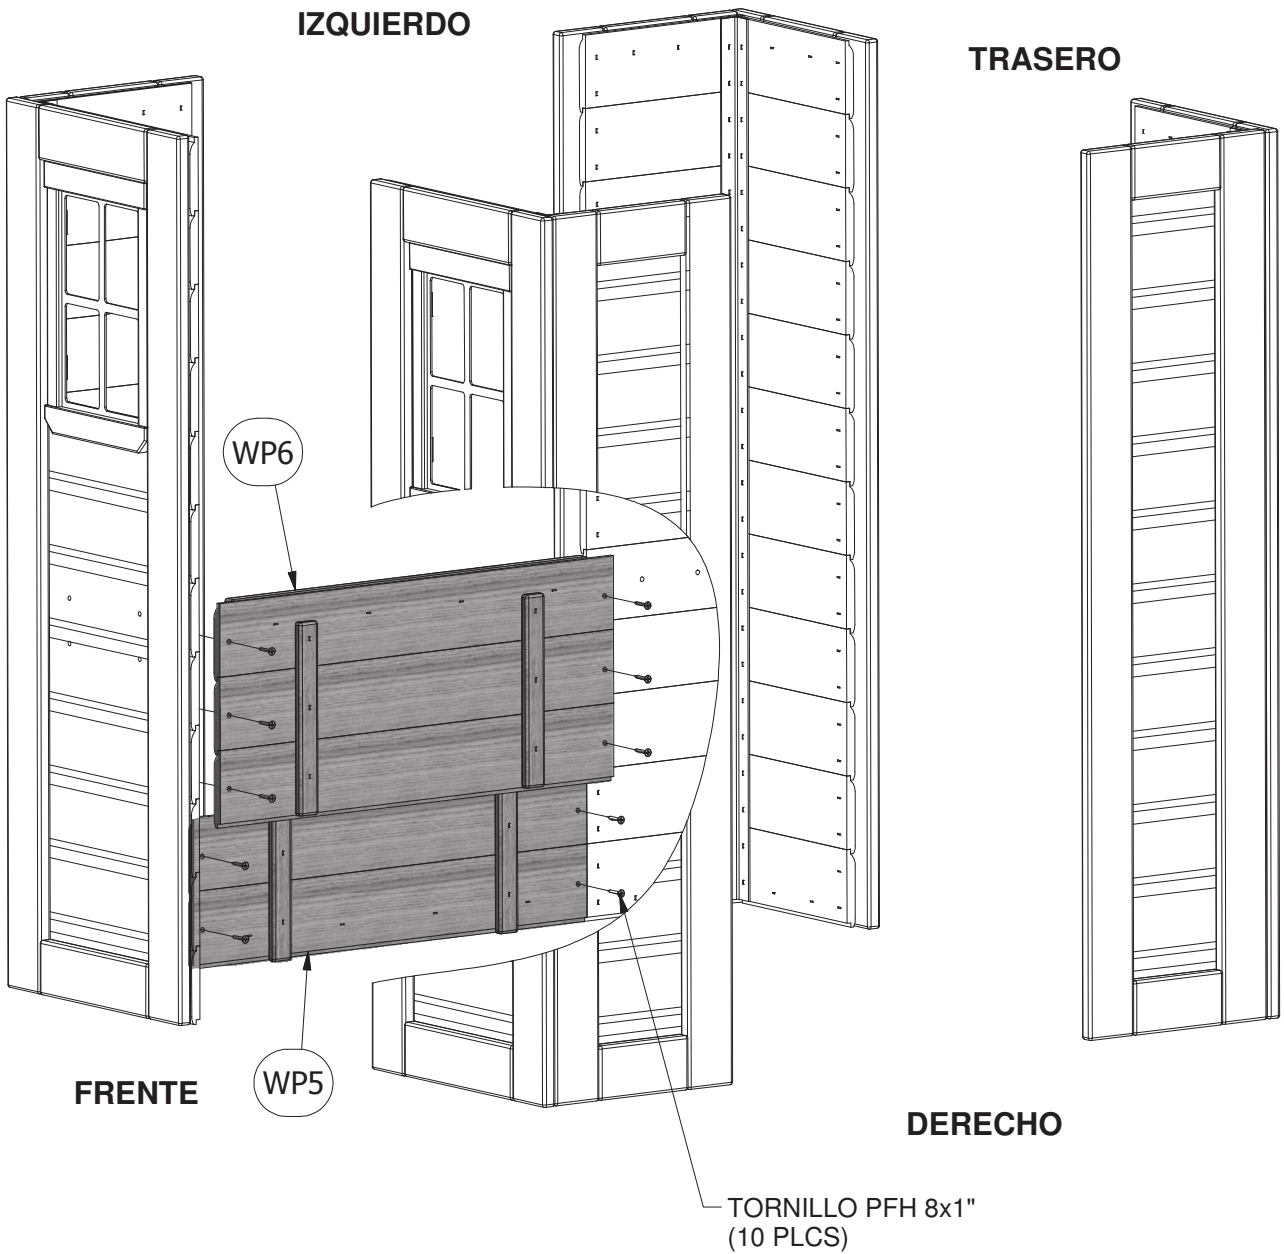 IZQUIERDO
TRASERO
WP6
FRENTE
WP5
DERECHO
TORNILLO PFH 8x1"
(10 PLCS)